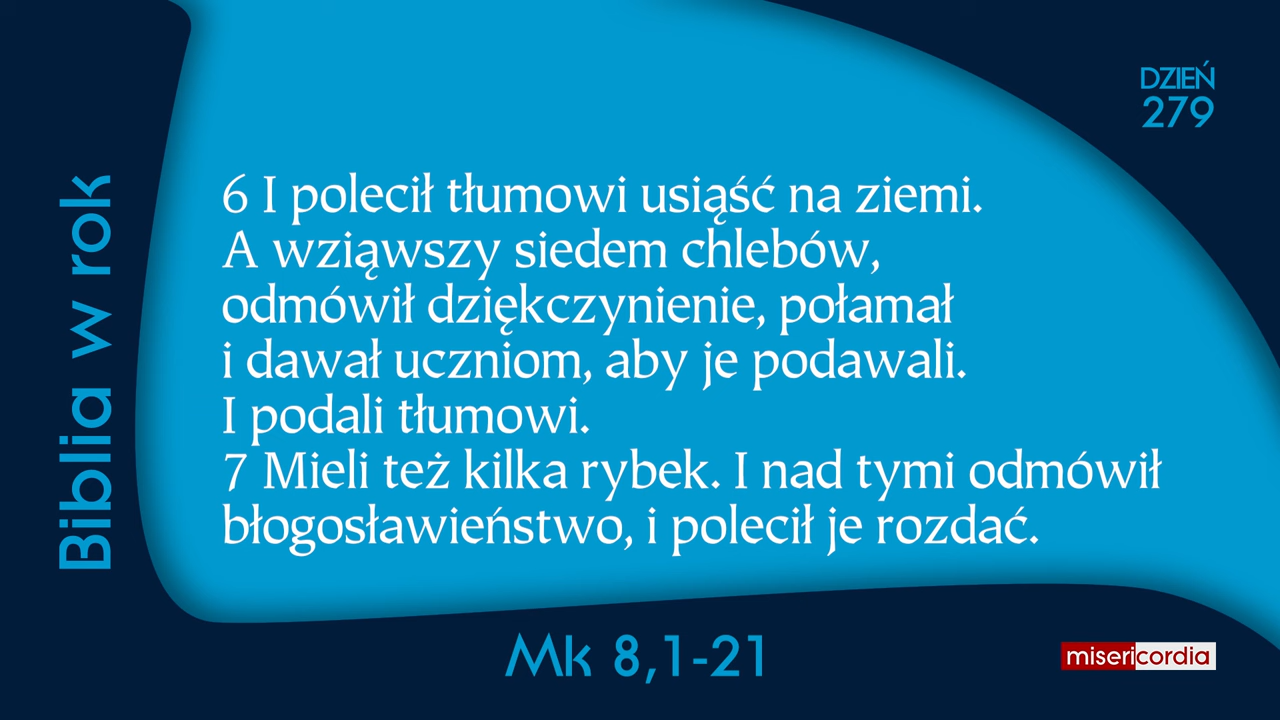 DZIEŃ
279
Biblia w rok
6 I polecił tłumowi usiąść na ziemi.
A wziąwszy siedem chlebów,
odmówił dziękczynienie, połamał
i dawał uczniom, aby je podawali.
I podali tłumowi.
7 Mieli też kilka rybek. I nad tymi odmówił
błogosławieństwo, i polecił je rozdać.
Mk 8,1-21
misericordia